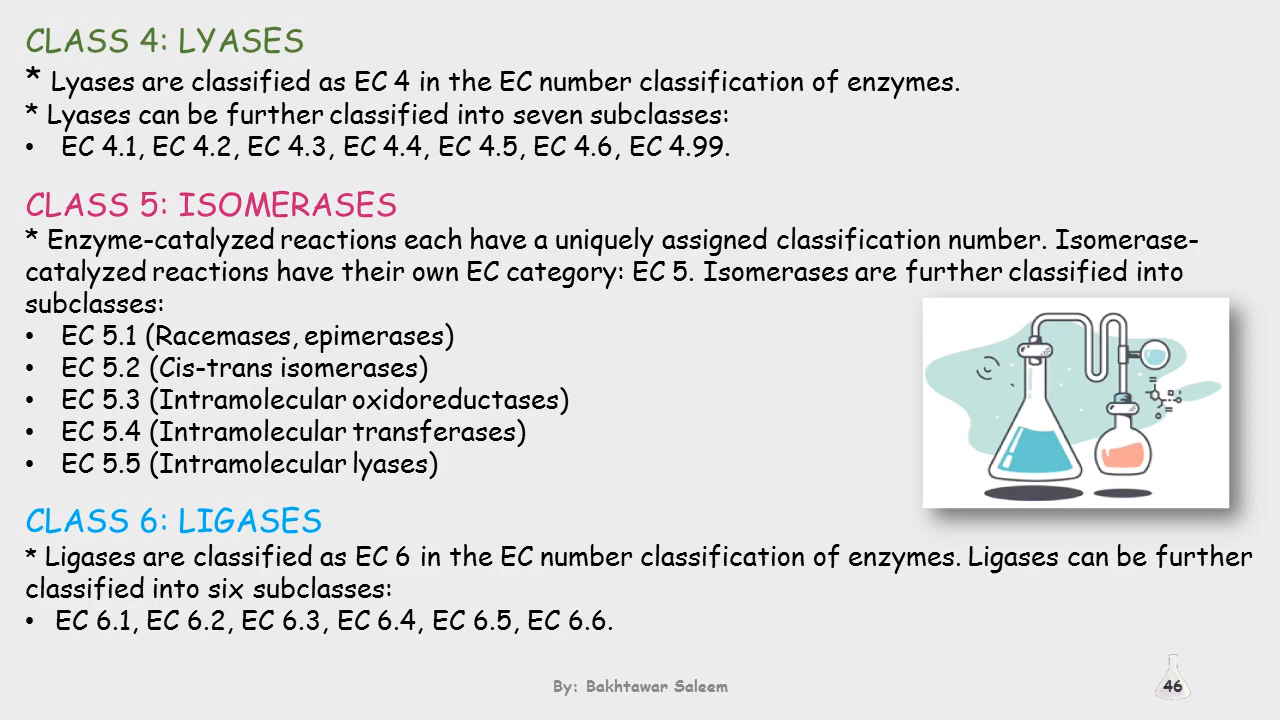 CLASS 4: LYASES
* Lyases are classified as EC 4 in the EC number classification of enzymes.
* Lyases can be further classified into seven subclasses:
• EC 4.1, EC 4.2, EC 4.3, EC 4.4, EC 4.5, EC 4.6, EC 4.99.
CLASS 5: ISOMERASES
* Enzyme-catalyzed reactions each have a uniquely assigned classification number. Isomerase-
catalyzed reactions have their own EC category: EC 5. Isomerases are further classified into
subclasses:
• EC 5.1 (Racemases, epimerases)
• EC 5.2 (Cis-trans isomerases)
• EC 5.3 (Intramolecular oxidoreductases)
• EC 5.4 (Intramolecular transferases)
• EC 5.5 (Intramolecular lyases)
CLASS 6: LIGASES
* Ligases are classified as EC 6 in the EC number classification of enzymes. Ligases can be further
classified into six subclasses:
• EC 6.1, EC 6.2, EC 6.3, EC 6.4, EC 6.5, EC 6.6.
By: Bakhtawar Saleem
46